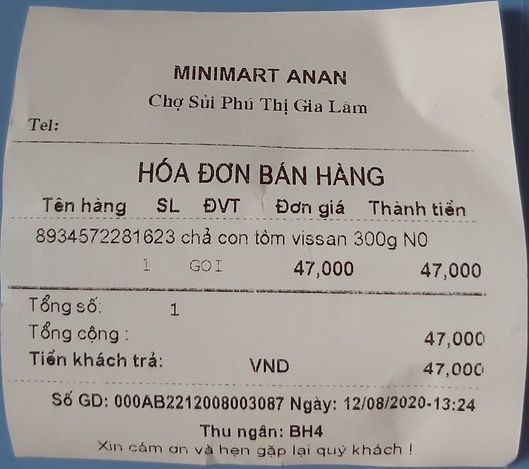 MINIMART ANAN
Chợ Sủi Phú Thị Gia Lâm
Tel:
HÓA ĐƠN BÁN HÀNG
Tên hàng SL ĐVT Đơn giá Thành tiền
8934572281623 chả con tôm vissan 300g N0
1 GOI 47,000 47,000
Tổng số: 1
Tổng cộng : 47,000
Tiền khách trả: VND 47,000
Số GD: 000AB2212008003087 Ngày: 12/08/2020-13:24
Thu ngân: BH4
Xin cảm ơn và hẹn gặp lại quý khách !